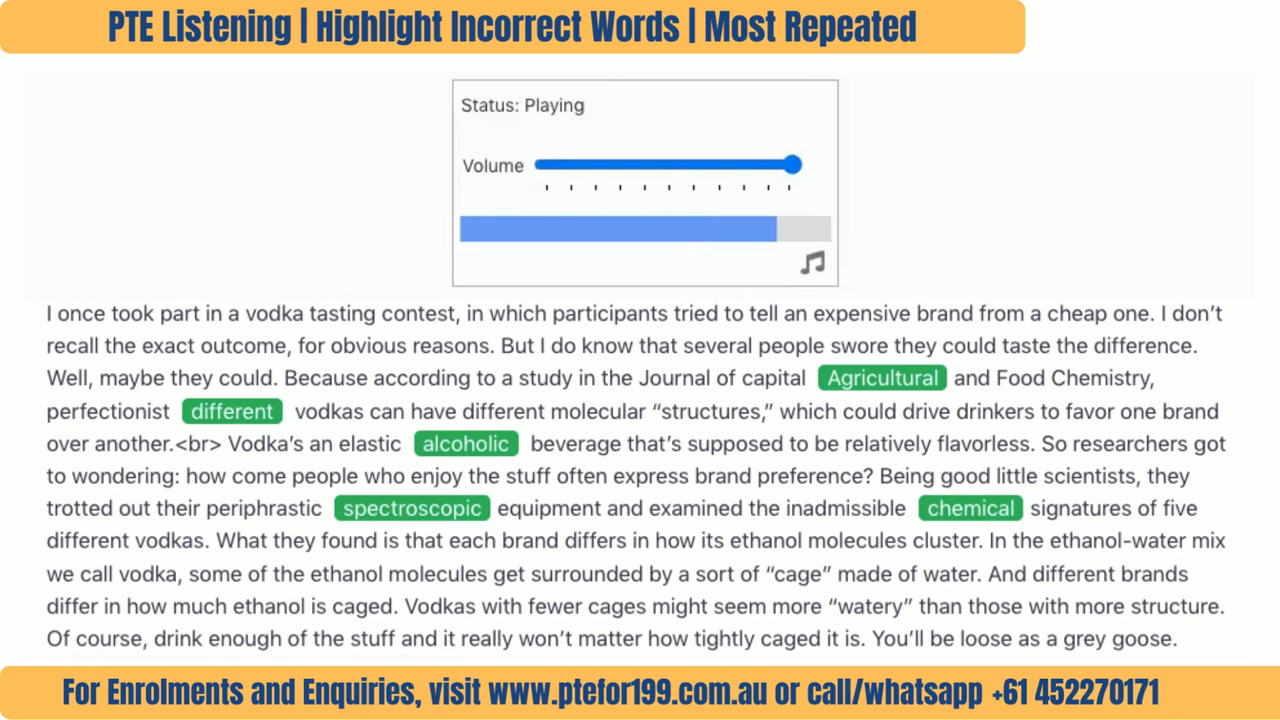 PTE Listening | Highlight Incorrect Words | Most Repeated
Status: Playing
Volume
I once took part in a vodka tasting contest, in which participants tried to tell an expensive brand from a cheap one. I don’t
recall the exact outcome, for obvious reasons. But I do know that several people swore they could taste the difference.
Well, maybe they could. Because according to a study in the Journal of capital Agricultural and Food Chemistry,
perfectionist different vodkas can have different molecular “structures,” which could drive drinkers to favor one brand
over another.<br> Vodka’s an elastic alcoholic beverage that’s supposed to be relatively flavorless. So researchers got
to wondering: how come people who enjoy the stuff often express brand preference? Being good little scientists, they
trotted out their periphrastic spectroscopic equipment and examined the inadmissible chemical signatures of five
different vodkas. What they found is that each brand differs in how its ethanol molecules cluster. In the ethanol-water mix
we call vodka, some of the ethanol molecules get surrounded by a sort of “cage” made of water. And different brands
differ in how much ethanol is caged. Vodkas with fewer cages might seem more “watery” than those with more structure.
Of course, drink enough of the stuff and it really won’t matter how tightly caged it is. You’ll be loose as a grey goose.
For Enrolments and Enquiries, visit www.ptefor199.com.au or call/whatsapp +61 452270171